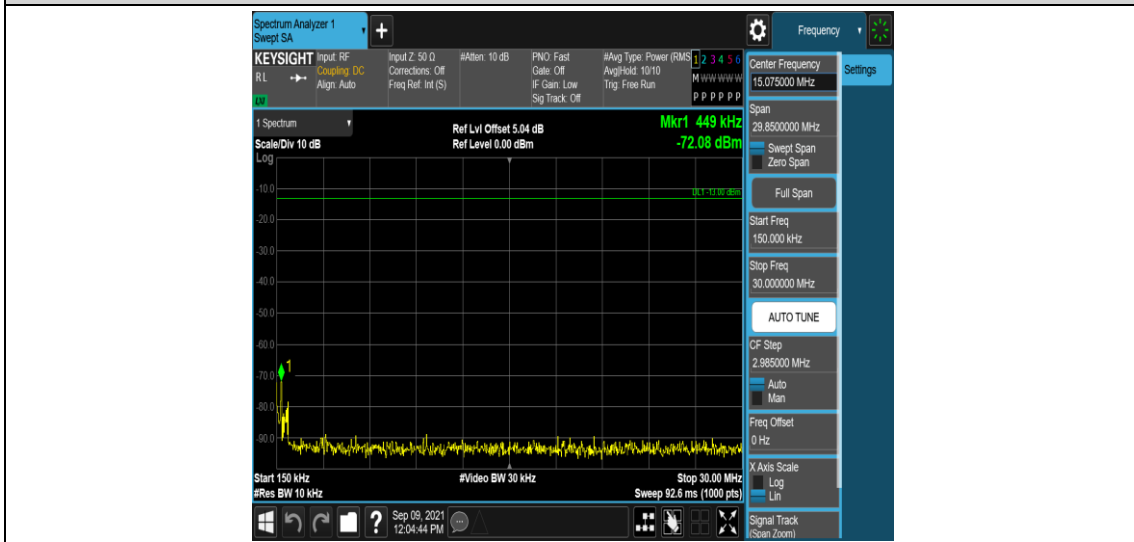 Spectrum Analyzer 1
Swept SA
+
Frequency
KEYSIGHT
RL
LXI
Input: RF
Coupling: DC
Align: Auto
Input Z: 50 Ω
Corrections: Off
Freq Ref: Int (S)
#Atten: 10 dB
PNO: Fast
Gate: Off
IF Gain: Low
Sig Track: Off
#Avg Type: Power (RMS
Avg|Hold: 10/10
Trig: Free Run
1 2 3 4 5 6
M W W W W W
P P P P P P
Center Frequency
15.075000 MHz
Settings
1 Spectrum
Scale/Div 10 dB
Ref Lvl Offset 5.04 dB
Ref Level 0.00 dBm
Mkr1 449 kHz
-72.08 dBm
Log
DL1 -13.00 dBm
-10.0
-20.0
-30.0
-40.0
-50.0
-60.0
-70.0
-80.0
-90.0
1
Start 150 kHz
#Res BW 10 kHz
#Video BW 30 kHz
Stop 30.00 MHz
Sweep 92.6 ms (1000 pts)
Span
29.8500000 MHz
Swept Span
Zero Span
Full Span
Start Freq
150.000 kHz
Stop Freq
30.000000 MHz
AUTO TUNE
CF Step
2.985000 MHz
Auto
Man
Freq Offset
0 Hz
X Axis Scale
Log
Lin
Signal Track
(Span Zoom)
?
Sep 09, 2021
12:04:44 PM